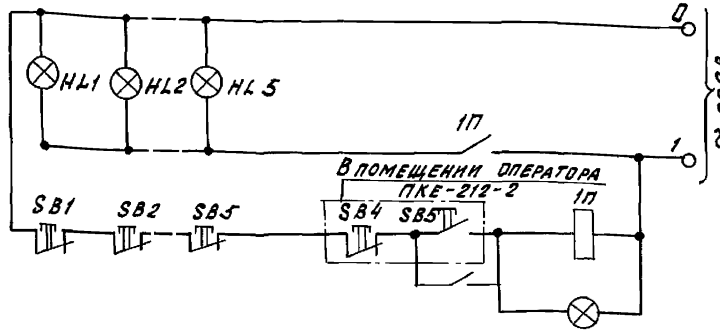 0
HL1
HL2
HL5
1П
1
В ПОМЕЩЕНИИ ОПЕРАТОРА
ПКЕ-212-2
SB1
SB2
SB5
SB4
SB5
1П